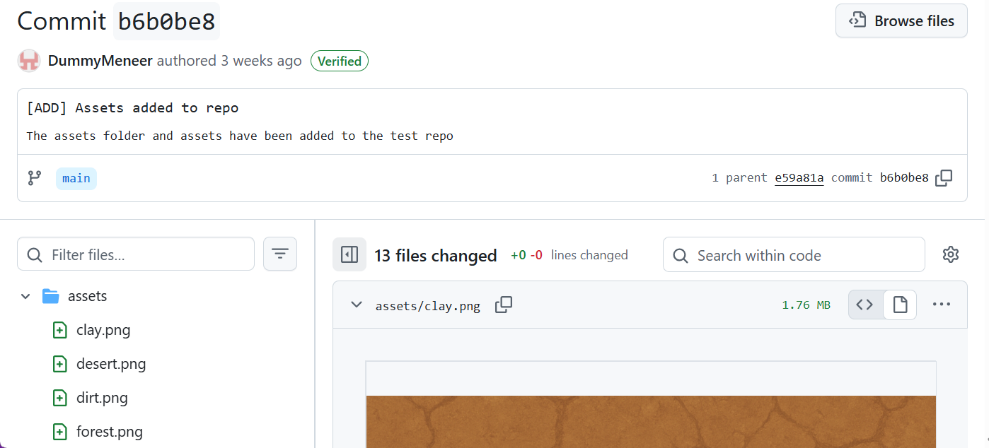 Commit b6b0be8
Browse files
DummyMeneer authored 3 weeks ago Verified
[ADD] Assets added to repo
The assets folder and assets have been added to the test repo
main
1 parent e59a81a commit b6b0be8
Filter files...
13 files changed +0 -0 lines changed
Search within code
assets
assets/clay.png
1.76 MB
clay.png
desert.png
dirt.png
forest.png